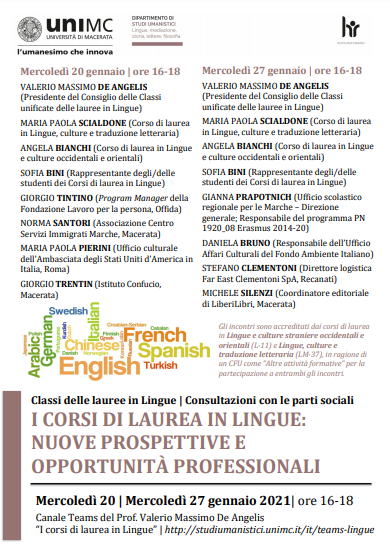 UNIMC
UNIVERSITÀ DI MACERATA
l'umanesimo che innova
DIPARTIMENTO DI
STUDI UMANISTICI
Lingue, mediazione,
storia, lettere, filosofia
hr
Mercoledì 20 gennaio | ore 16-18
VALERIO MASSIMO DE ANGELIS
(Presidente del Consiglio delle Classi
unificate delle lauree in Lingue)
MARIA PAOLA SCIALDONE (Corso di laurea
in Lingue, culture e traduzione letteraria)
ANGELA BIANCHI (Corso di laurea in Lingue
e culture occidentali e orientali)
SOFIA BINI (Rappresentante degli/delle
studenti dei Corsi di laurea in Lingue)
GIORGIO TINTINO (Program Manager della
Fondazione Lavoro per la persona, Offida)
NORMA SANTORI (Associazione Centro
Servizi Immigrati Marche, Macerata)
MARIA PAOLA PIERINI (Ufficio culturale
dell'Ambasciata degli Stati Uniti d'America in
Italia, Roma)
GIORGIO TRENTIN (Istituto Confucio,
Macerata)
Mercoledì 27 gennaio | ore 16-18
VALERIO MASSIMO DE ANGELIS
(Presidente del Consiglio delle Classi
unificate delle lauree in Lingue)
MARIA PAOLA SCIALDONE (Corso di laurea
in Lingue, culture e traduzione letteraria)
ANGELA BIANCHI (Corso di laurea in Lingue
e culture occidentali e orientali)
SOFIA BINI (Rappresentante degli/delle
studenti dei Corsi di laurea in Lingue)
GIANNA PRAPOTNICH (Ufficio scolastico
regionale per le Marche – Direzione
generale; Responsabile del programma PN
1920_08 Erasmus 2014-20)
DANIELA BRUNO (Responsabile dell'Ufficio
Affari Culturali del Fondo Ambiente Italiano)
STEFANO CLEMENTONI (Direttore logistica
Far East Clementoni SpA, Recanati)
MICHELE SILENZI (Coordinatore editoriale
di LiberiLibri, Macerata)
Swedish
Italian
Arabic
German
Chinese
French
Spanish
English
Turkish
Gli incontri sono accreditati dai corsi di laurea
in Lingue e culture straniere occidentali e
orientali (L-11) e Lingue, culture e
traduzione letteraria (LM-37), in ragione di
un CFU come "Altre attività formative" per la
partecipazione a entrambi gli incontri.
Classi delle lauree in Lingue | Consultazioni con le parti sociali
I CORSI DI LAUREA IN LINGUE:
NUOVE PROSPETTIVE E
OPPORTUNITÀ PROFESSIONALI
Mercoledì 20 | Mercoledì 27 gennaio 2021| ore 16-18
Canale Teams del Prof. Valerio Massimo De Angelis
"I corsi di laurea in Lingue" | http://studiumanistici.unimc.it/it/teams-lingue